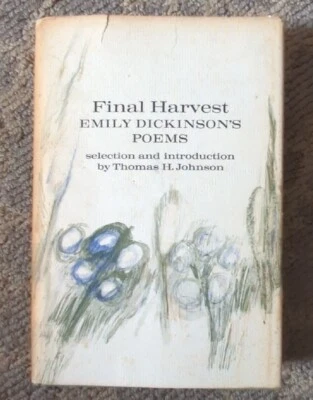 Final Harvest
EMILY DICKINSON'S
POEMS
selection and introduction
by Thomas H. Johnson